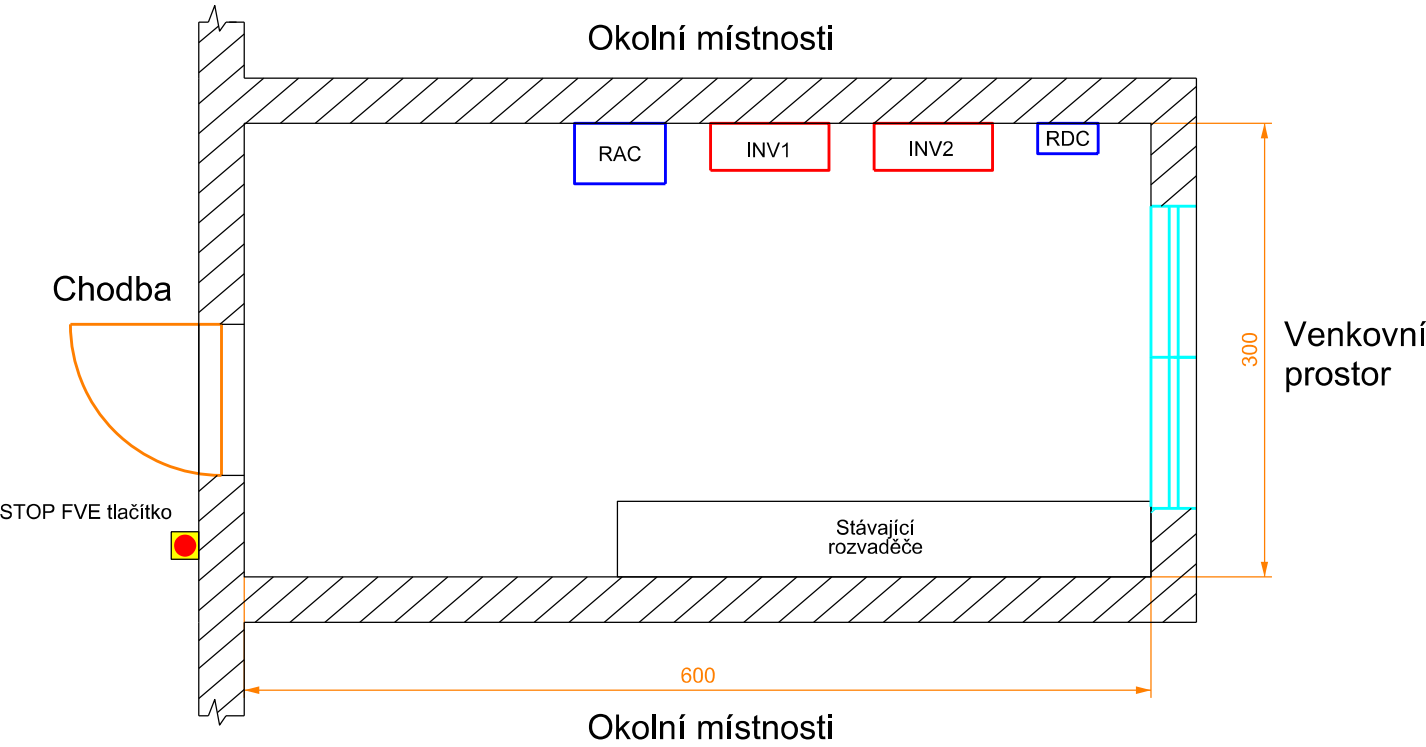 Okolní místnosti
RAC
INV1
INV2
RDC
Chodba
300
Venkovní
prostor
STOP FVE tlačítko
Stávající
rozvaděče
600
Okolní místnosti